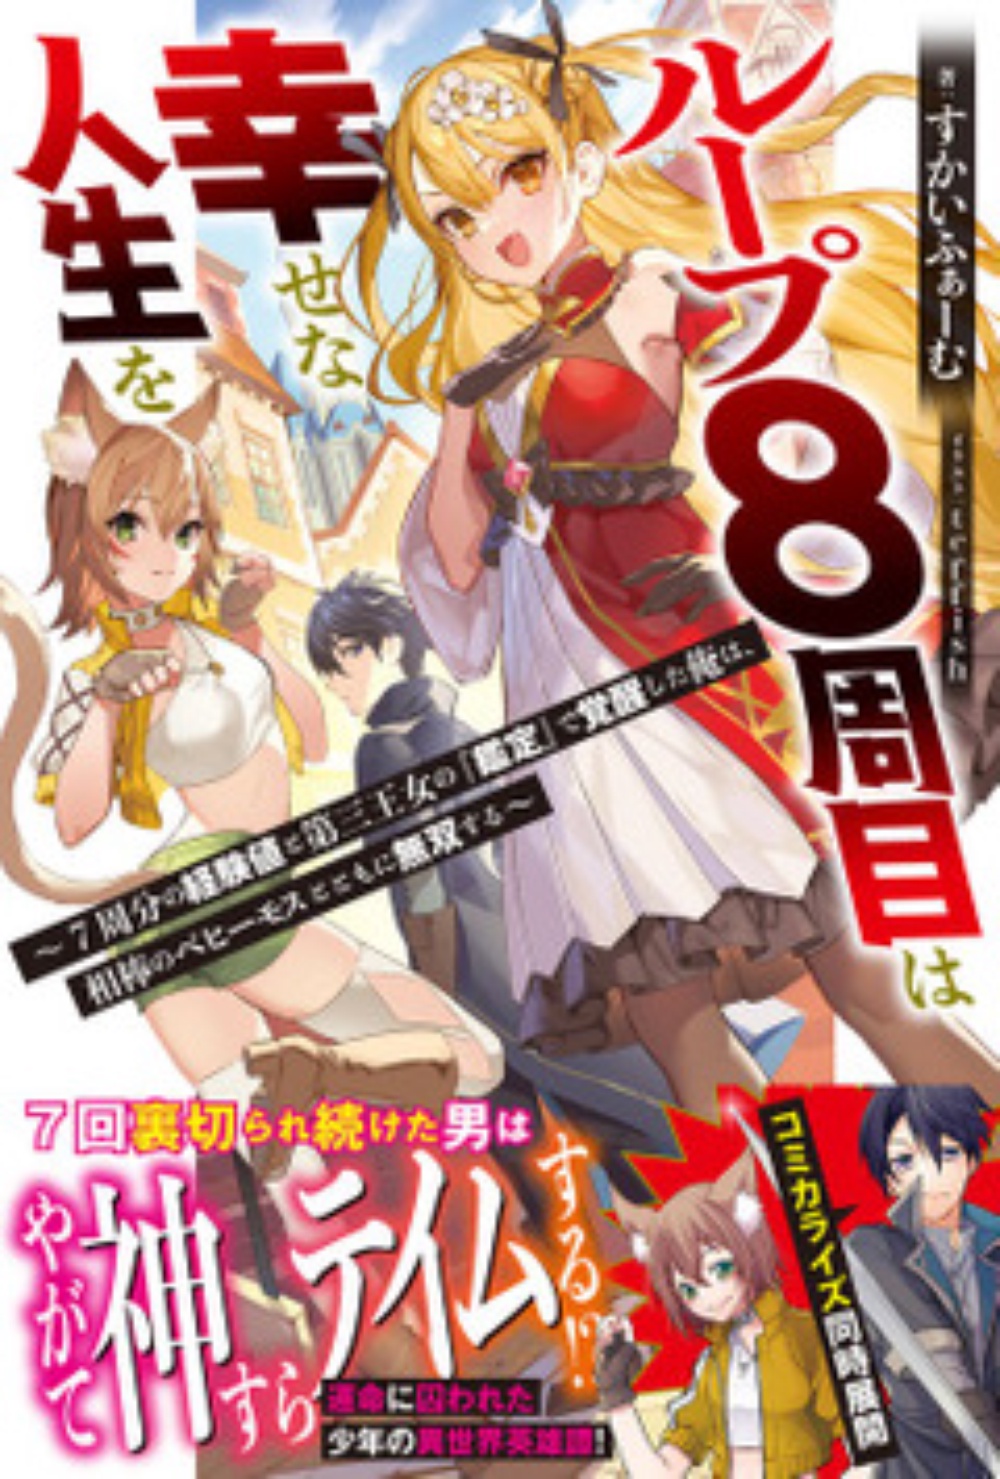 ループ8周目は
幸せな
人生を
～7周分の経験値と第三王女の『鑑定』で覚醒した俺は、
相棒のベヒーモスとともに無双する～
著：すかいふぁーむ
7回裏切られ続けた男は
やがて神すらテイムする!?
運命に囚われた
少年の異世界英雄譚!
コミカライズ同時展開